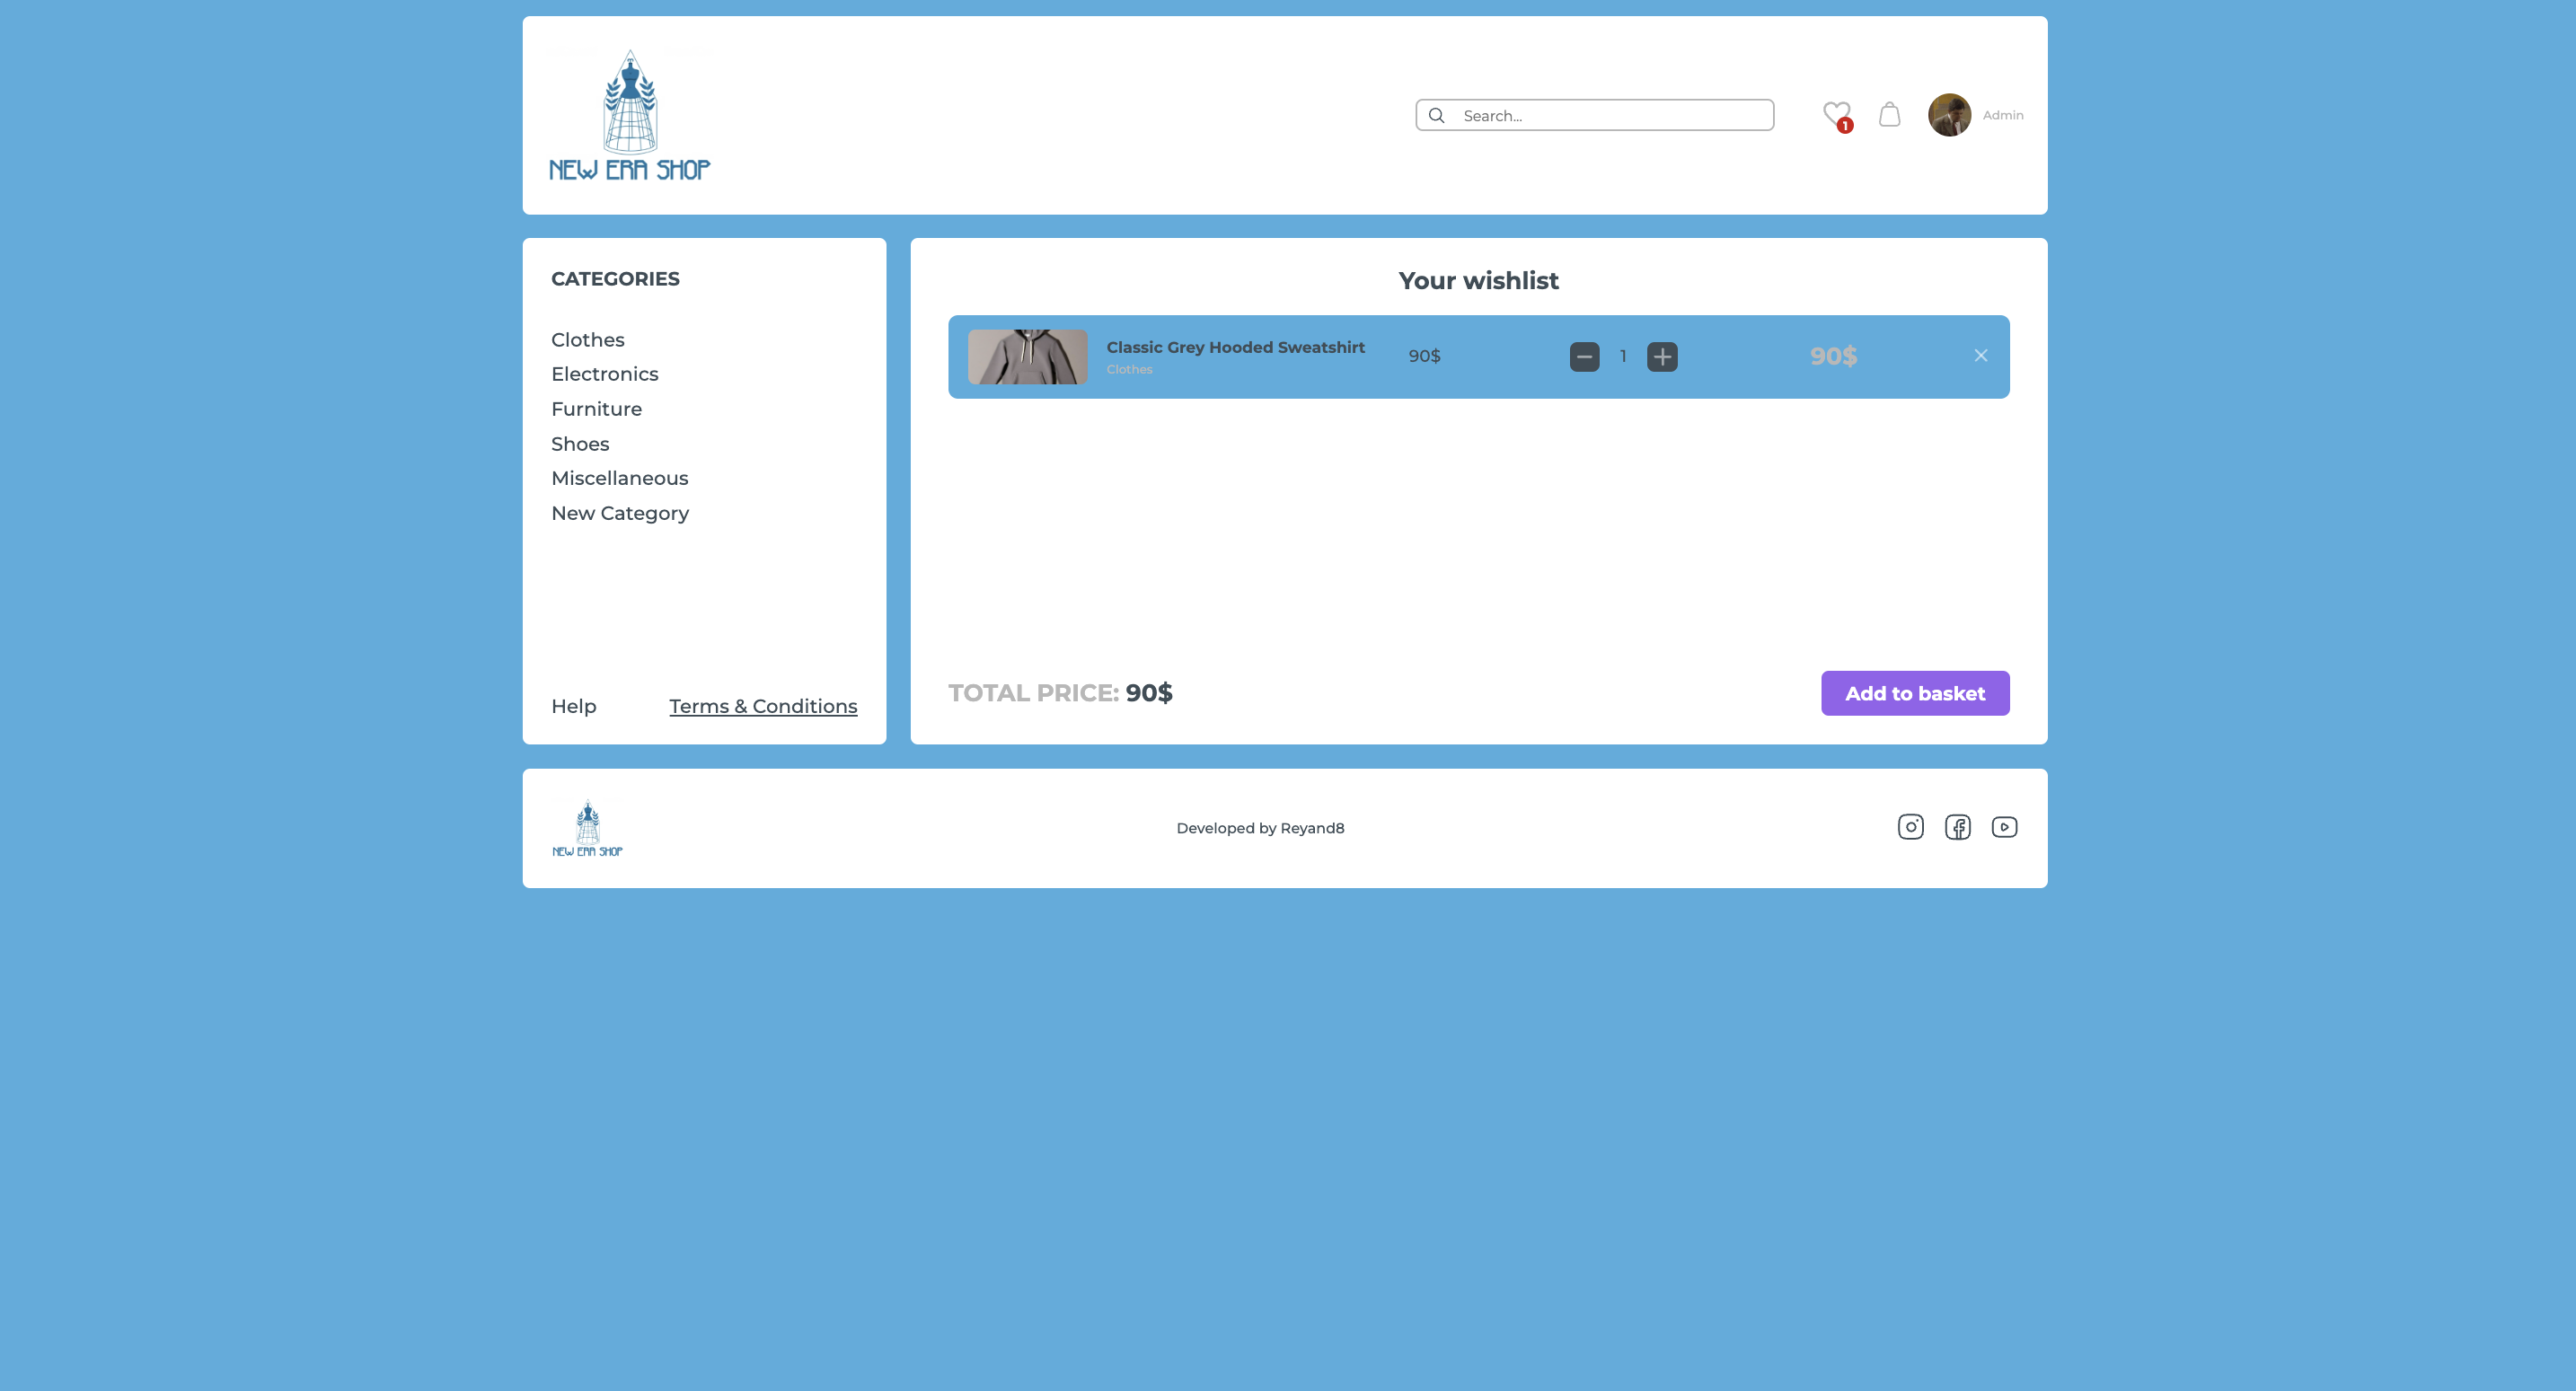 NEW ERA SHOP
Search...
1
Admin
CATEGORIES
Clothes
Electronics
Furniture
Shoes
Miscellaneous
New Category
Help
Terms & Conditions
Your wishlist
Classic Grey Hooded Sweatshirt
Clothes
90$
1
90$
TOTAL PRICE: 90$
Add to basket
NEW ERA SHOP
Developed by Reyand8